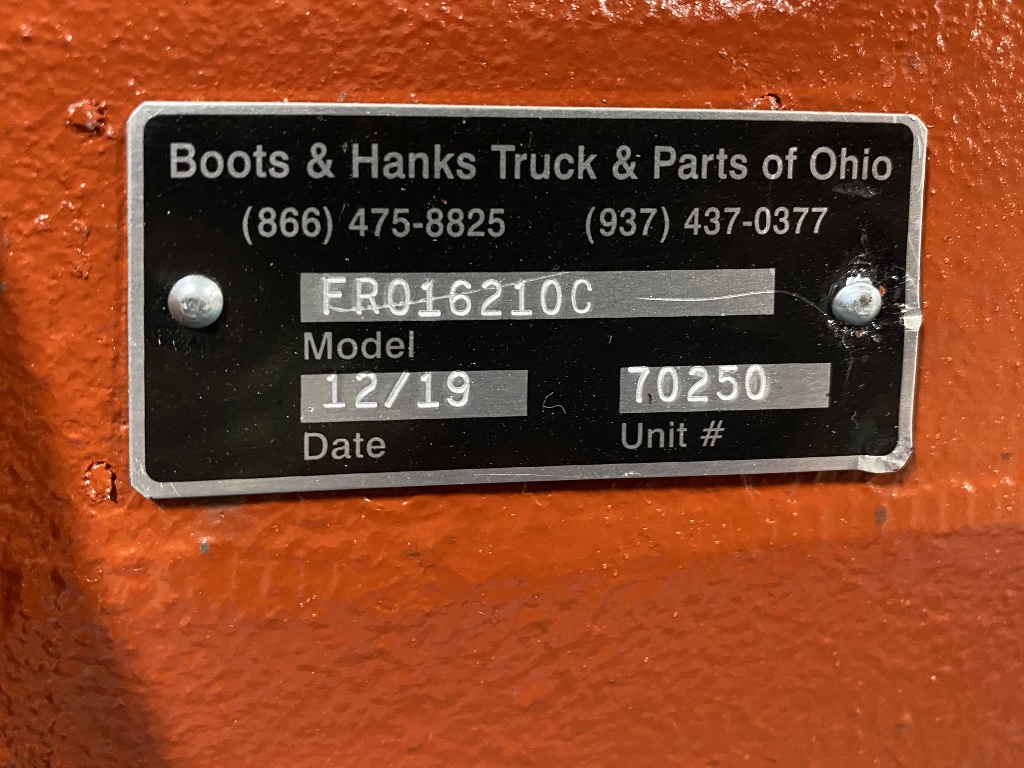 Boots & Hanks Truck & Parts of Ohio
(866) 475-8825 (937) 437-0377
FRO16210C
Model
12/19 70250
Date Unit #